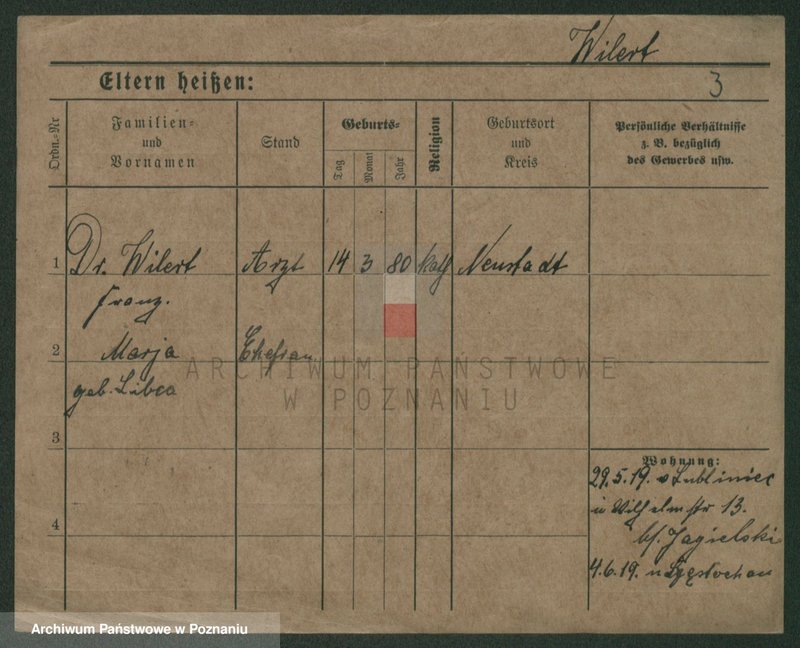 Wilert
3
Eltern heißen:
Ordn.=Nr
Familien=
und
Vornamen
Stand
Geburts=
Tag
Monat
Jahr
Religion
Geburtsort
und
Kreis
Persönliche Verhältnisse
z. B. bezüglich
des Gewerbes usw.
1 Dr. Wilert Arzt 14 3 80 kath Neustadt
Franz.
2 Marja Ehefrau.
geb. Libca
3
Wohnung:
29.5.19. v Lubliniec
in Wilhelmstr 13.
4 bf. Jagielski
4.6.19. n Częstochau
ARCHIWUM PAŃSTWOWE
W POZNANIU
Archiwum Państwowe w Poznaniu